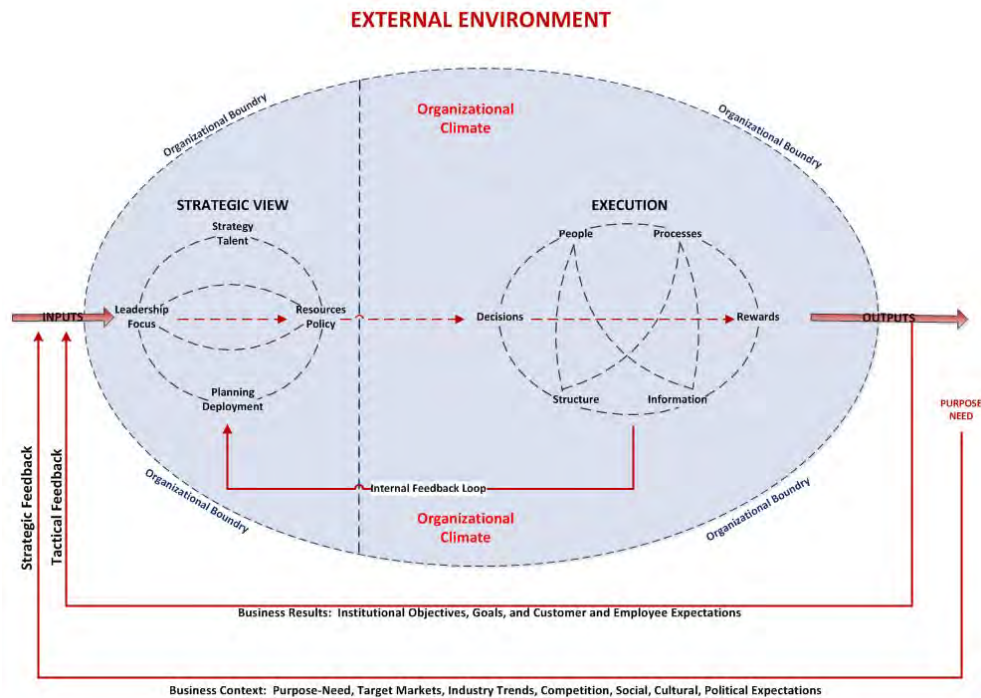 EXTERNAL ENVIRONMENT
Organizational Boundry
Organizational
Climate
Organizational Boundry
STRATEGIC VIEW
Strategy
Talent
EXECUTION
People
Processes
INPUTS
Leadership
Focus
Resources
Policy
Decisions
Rewards
OUTPUTS
Planning
Deployment
Structure
Information
PURPOSE
NEED
Strategic Feedback
Tactical Feedback
Internal Feedback Loop
Organizational Boundry
Organizational
Climate
Organizational Boundry
Business Results: Institutional Objectives, Goals, and Customer and Employee Expectations
Business Context: Purpose-Need, Target Markets, Industry Trends, Competition, Social, Cultural, Political Expectations